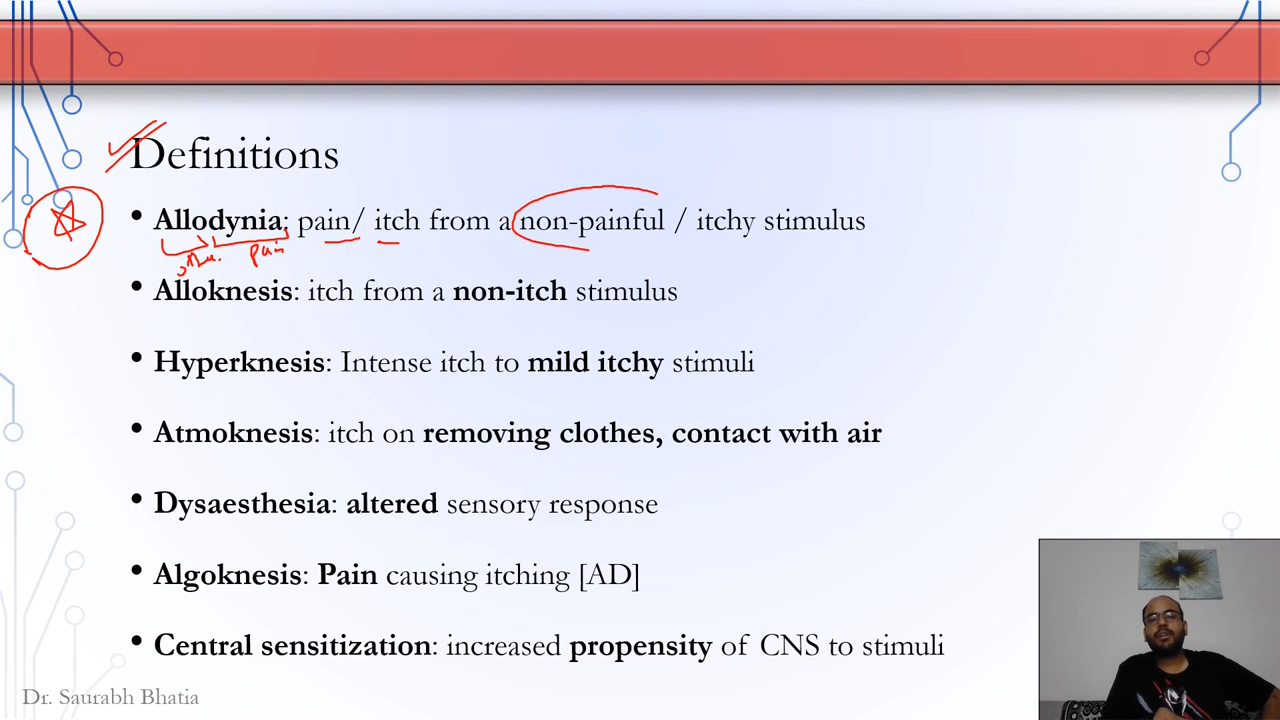 Definitions
• Allodynia: pain/ itch from a non-painful / itchy stimulus
pain
• Alloknesis: itch from a non-itch stimulus
• Hyperknesis: Intense itch to mild itchy stimuli
• Atmoknesis: itch on removing clothes, contact with air
• Dysaesthesia: altered sensory response
• Algoknesis: Pain causing itching [AD]
• Central sensitization: increased propensity of CNS to stimuli
Dr. Saurabh Bhatia